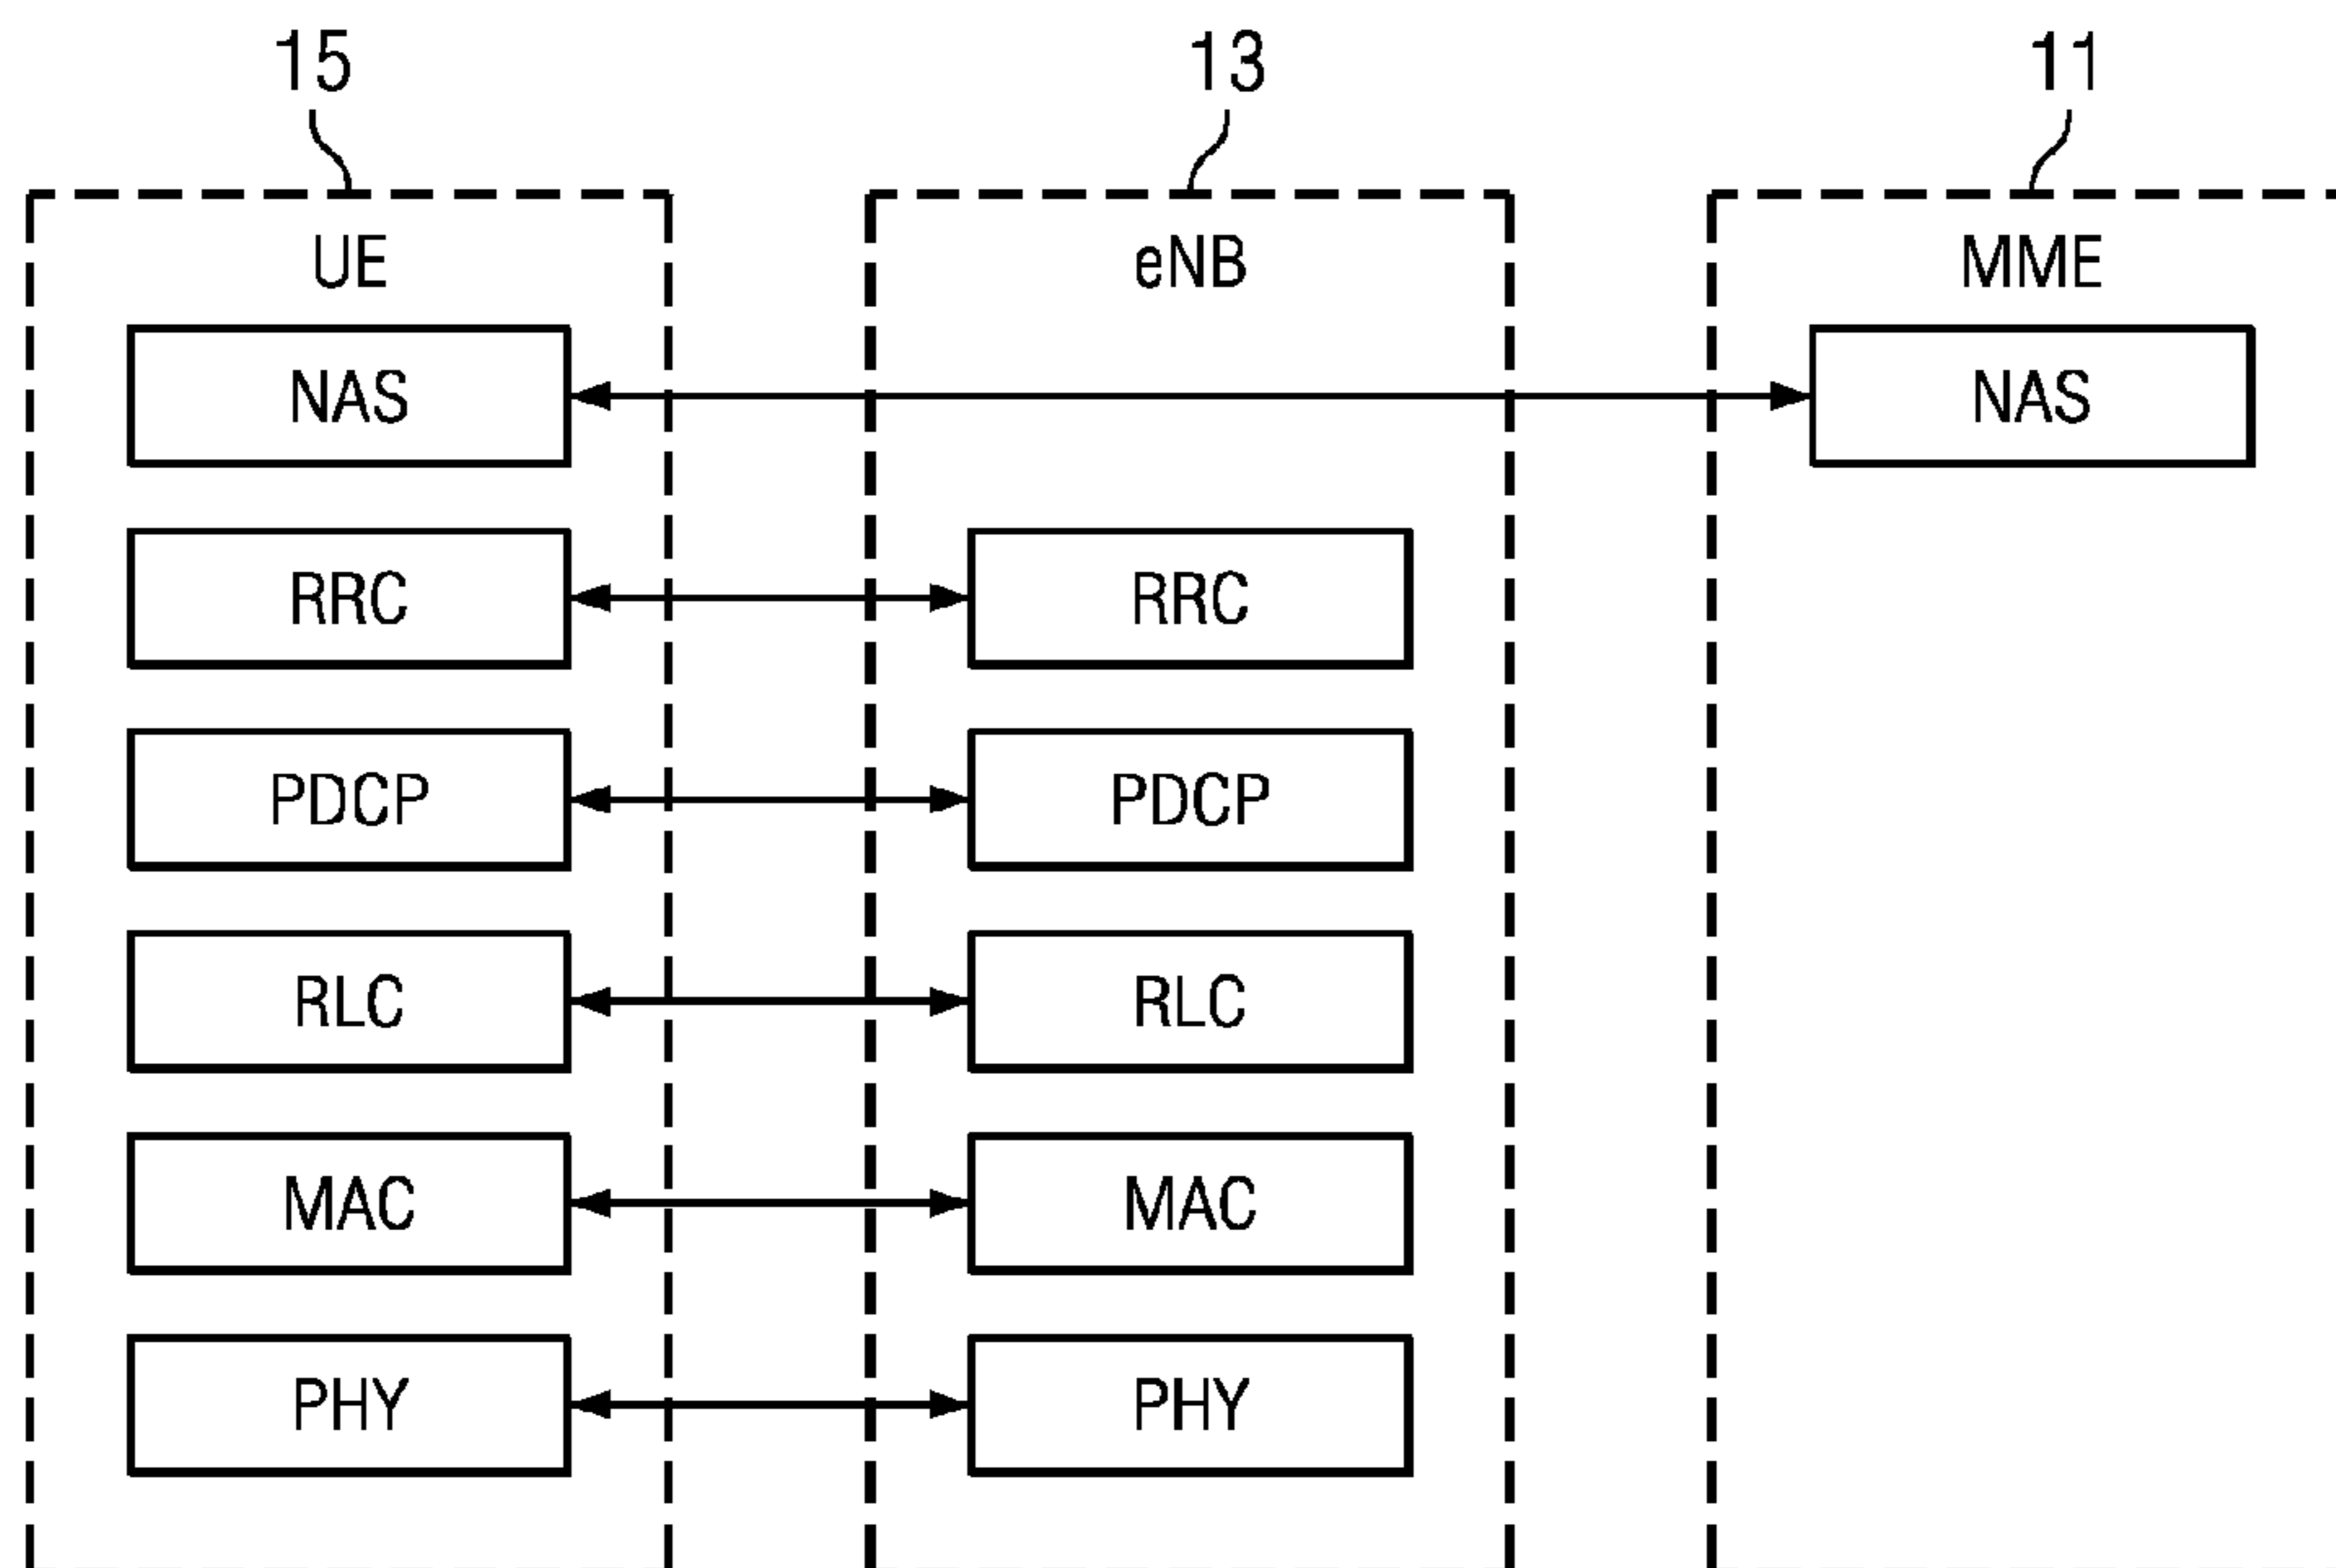 15 13 11
UE eNB MME
NAS NAS
RRC RRC
PDCP PDCP
RLC RLC
MAC MAC
PHY PHY